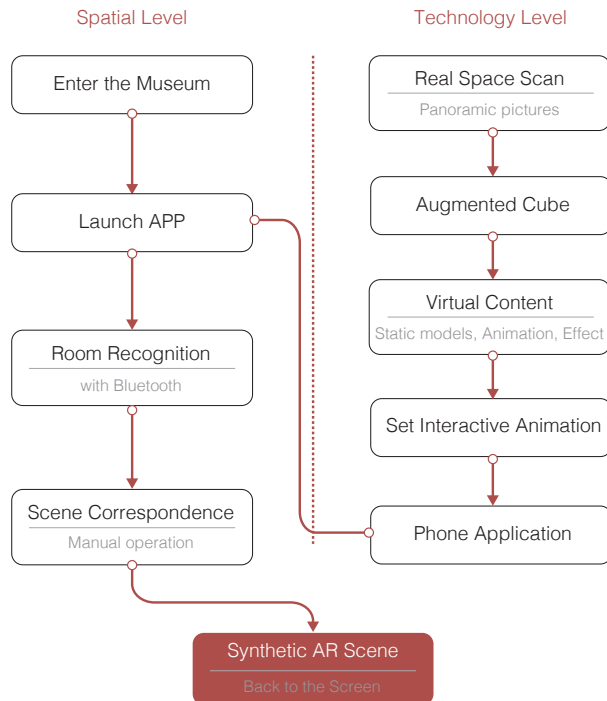 Spatial Level
Technology Level
Enter the Museum
Launch APP
Room Recognition
with Bluetooth
Scene Correspondence
Manual operation
Real Space Scan
Panoramic pictures
Augmented Cube
Virtual Content
Static models, Animation, Effect
Set Interactive Animation
Phone Application
Synthetic AR Scene
Back to the Screen